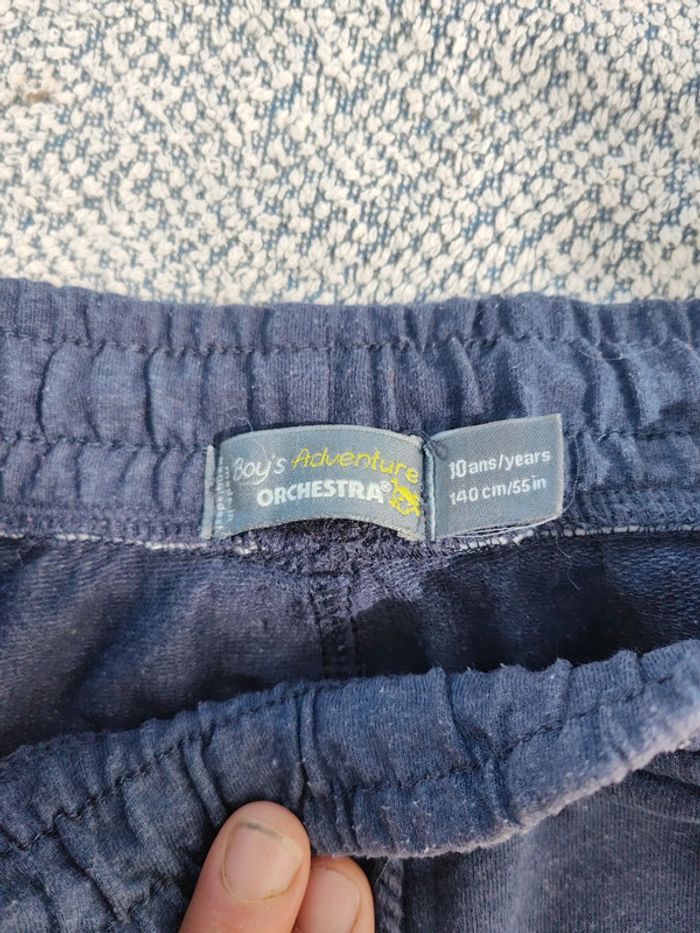 Boy's Adventure
ORCHESTRA®
10 ans/years
140 cm/55 in